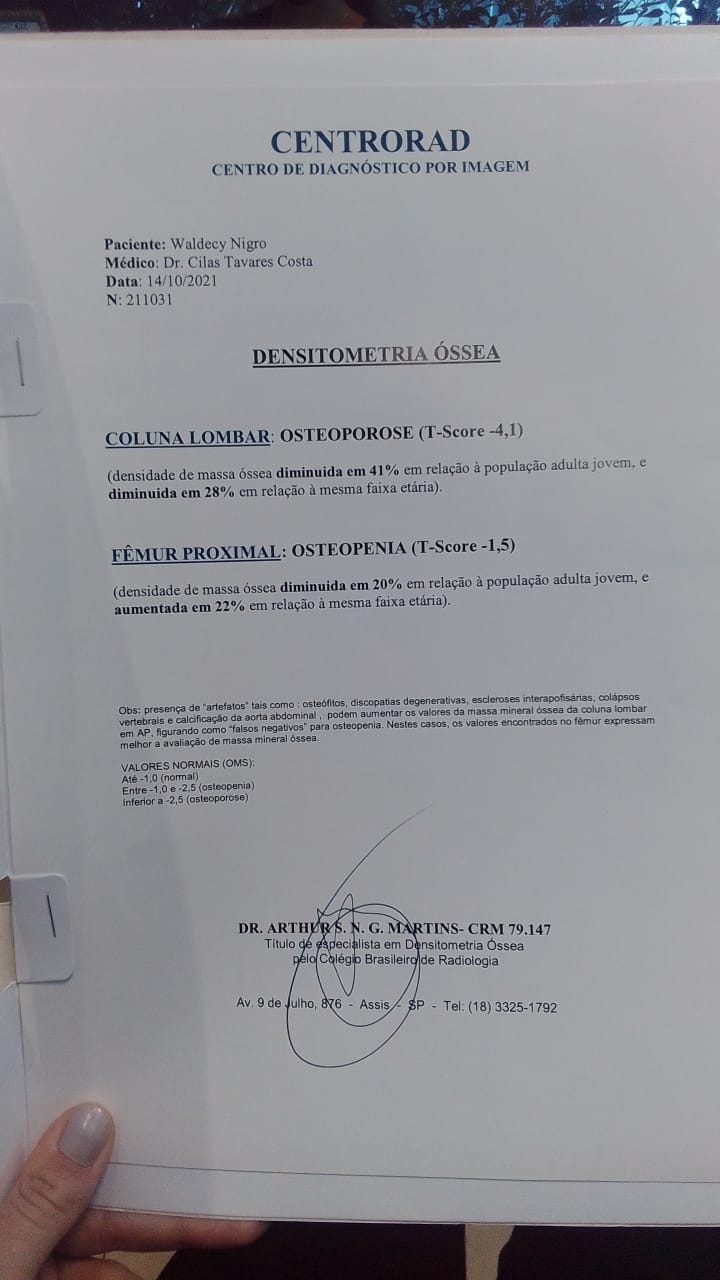 CENTRORAD
CENTRO DE DIAGNÓSTICO POR IMAGEM
Paciente: Waldecy Nigro
Médico: Dr. Cilas Tavares Costa
Data: 14/10/2021
N: 211031
DENSITOMETRIA ÓSSEA
COLUNA LOMBAR: OSTEOPOROSE (T-Score -4,1)
(densidade de massa óssea diminuida em 41% em relação à população adulta jovem, e
diminuida em 28% em relação à mesma faixa etária).
FÊMUR PROXIMAL: OSTEOPENIA (T-Score -1,5)
(densidade de massa óssea diminuida em 20% em relação à população adulta jovem, e
aumentada em 22% em relação à mesma faixa etária).
Obs: presença de "artefatos" tais como : osteófitos, discopatias degenerativas, escleroses interapofisárias, colápsos
vertebrais e calcificação da aorta abdominal , podem aumentar os valores da massa mineral óssea da coluna lombar
em AP, figurando como "falsos negativos" para osteopenia. Nestes casos, os valores encontrados no fêmur expressam
melhor a avaliação de massa mineral óssea.
VALORES NORMAIS (OMS):
Até -1,0 (normal)
Entre -1,0 e -2,5 (osteopenia)
Inferior a -2,5 (osteoporose)
DR. ARTHUR S. N. G. MARTINS- CRM 79.147
Título de especialista em Densitometria Óssea
pelo Colégio Brasileiro de Radiologia
Av. 9 de Julho, 876 - Assis - SP - Tel: (18) 3325-1792